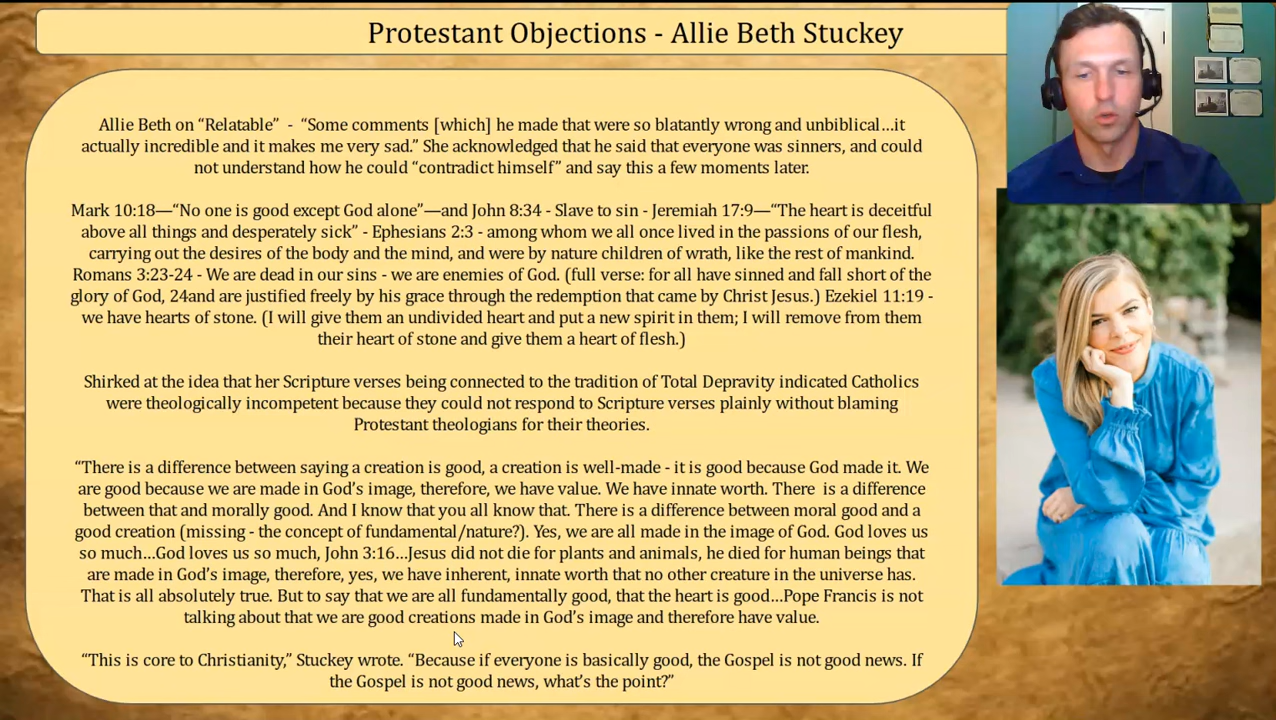 Protestant Objections - Allie Beth Stuckey
Allie Beth on “Relatable” - “Some comments [which] he made that were so blatantly wrong and unbiblical…it
actually incredible and it makes me very sad.” She acknowledged that he said that everyone was sinners, and could
not understand how he could “contradict himself” and say this a few moments later.
Mark 10:18—“No one is good except God alone”—and John 8:34 - Slave to sin - Jeremiah 17:9—“The heart is deceitful
above all things and desperately sick” - Ephesians 2:3 - among whom we all once lived in the passions of our flesh,
carrying out the desires of the body and the mind, and were by nature children of wrath, like the rest of mankind.
Romans 3:23-24 - We are dead in our sins - we are enemies of God. (full verse: for all have sinned and fall short of the
glory of God, 24and are justified freely by his grace through the redemption that came by Christ Jesus.) Ezekiel 11:19 -
we have hearts of stone. (I will give them an undivided heart and put a new spirit in them; I will remove from them
their heart of stone and give them a heart of flesh.)
Shirked at the idea that her Scripture verses being connected to the tradition of Total Depravity indicated Catholics
were theologically incompetent because they could not respond to Scripture verses plainly without blaming
Protestant theologians for their theories.
“There is a difference between saying a creation is good, a creation is well-made - it is good because God made it. We
are good because we are made in God’s image, therefore, we have value. We have innate worth. There is a difference
between that and morally good. And I know that you all know that. There is a difference between moral good and a
good creation (missing - the concept of fundamental/nature?). Yes, we are all made in the image of God. God loves us
so much…God loves us so much, John 3:16…Jesus did not die for plants and animals, he died for human beings that
are made in God’s image, therefore, yes, we have inherent, innate worth that no other creature in the universe has.
That is all absolutely true. But to say that we are all fundamentally good, that the heart is good…Pope Francis is not
talking about that we are good creations made in God’s image and therefore have value.
“This is core to Christianity,” Stuckey wrote. “Because if everyone is basically good, the Gospel is not good news. If
the Gospel is not good news, what’s the point?”